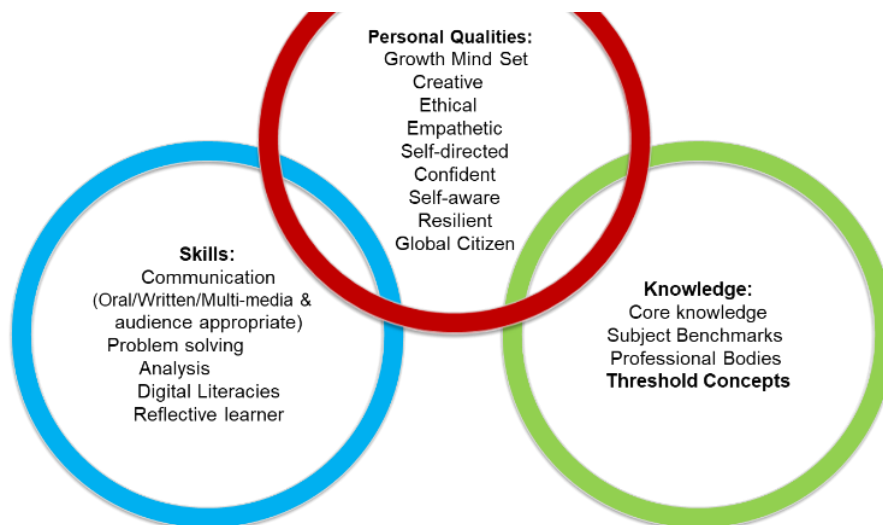 Personal Qualities:
Growth Mind Set
Creative
Ethical
Empathetic
Self-directed
Confident
Self-aware
Resilient
Global Citizen
Skills:
Communication
(Oral/Written/Multi-media &
audience appropriate)
Problem solving
Analysis
Digital Literacies
Reflective learner
Knowledge:
Core knowledge
Subject Benchmarks
Professional Bodies
Threshold Concepts